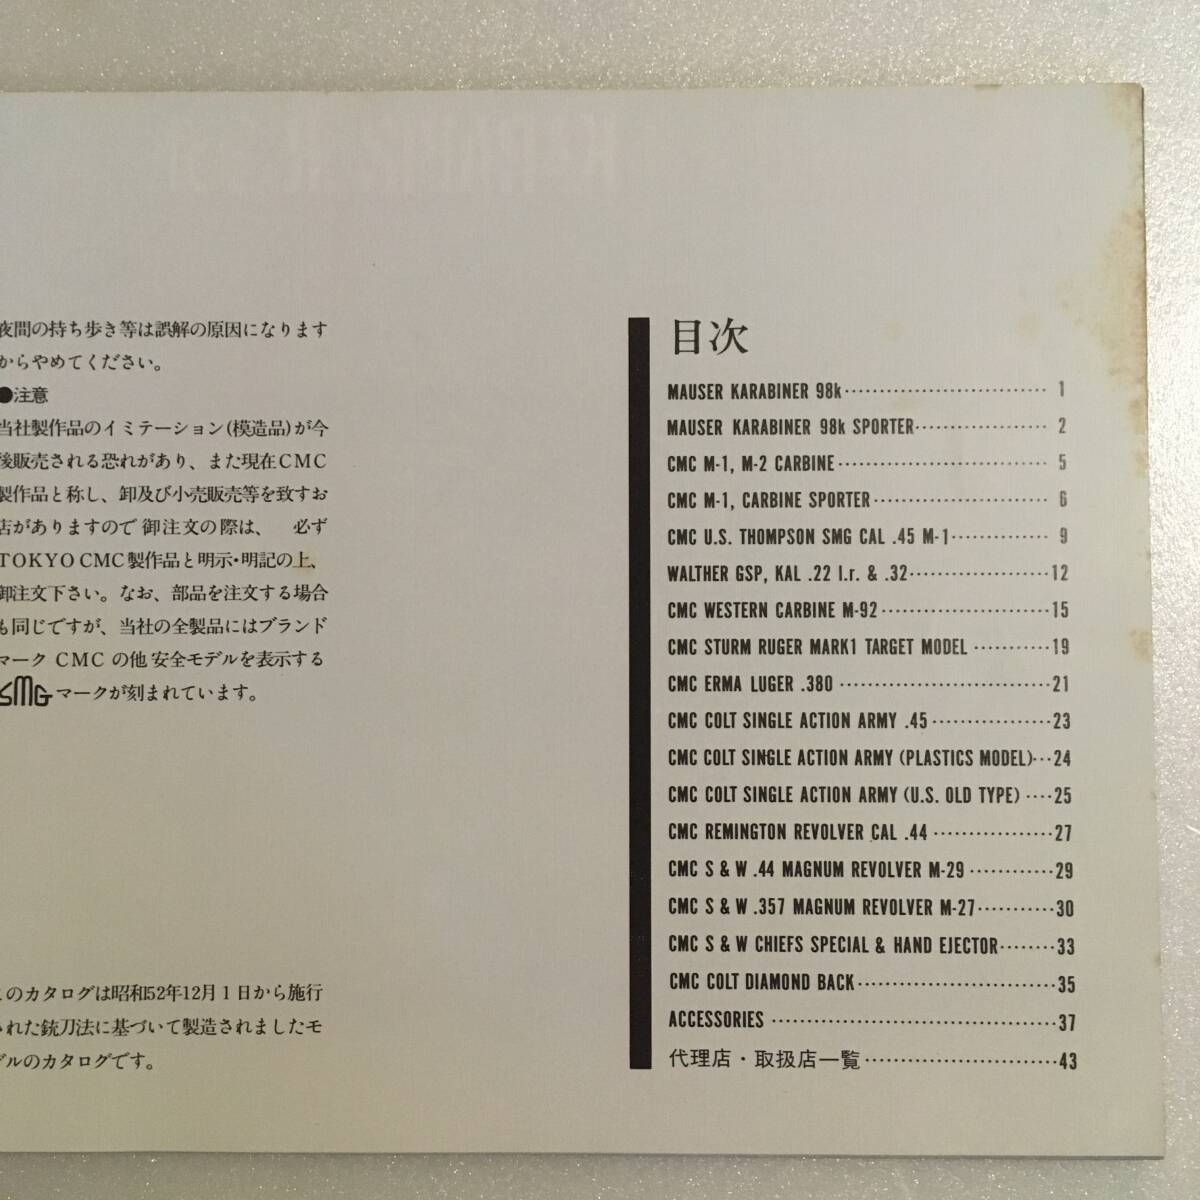 夜間の持ち歩き等は誤解の原因になります
からやめてください。
●注意
当社製作品のイミテーション(模造品)が今
後販売される恐れがあり、また現在CMC
製作品と称し、卸及び小売販売等を致すお
店がありますので 御注文の際は、 必ず
TOKYO CMC製作品と明示・明記の上、
御注文下さい。なお、部品を注文する場合
も同じですが、当社の全製品にはブランド
マーク CMC の他 安全モデルを表示する
SMG マークが刻まれています。
このカタログは昭和52年12月1日から施行
された銃刀法に基づいて製造されましたモ
デルのカタログです。
目次
MAUSER KARABINER 98k 1
MAUSER KARABINER 98k SPORTER 2
CMC M-1, M-2 CARBINE 5
CMC M-1, CARBINE SPORTER 6
CMC U.S. THOMPSON SMG CAL .45 M-1 9
WALTHER GSP, KAL .22 l.r. & .32 12
CMC WESTERN CARBINE M-92 15
CMC STURM RUGER MARK1 TARGET MODEL 19
CMC ERMA LUGER .380 21
CMC COLT SINGLE ACTION ARMY .45 23
CMC COLT SINGLE ACTION ARMY (PLASTICS MODEL) 24
CMC COLT SINGLE ACTION ARMY (U.S. OLD TYPE) 25
CMC REMINGTON REVOLVER CAL .44 27
CMC S & W .44 MAGNUM REVOLVER M-29 29
CMC S & W .357 MAGNUM REVOLVER M-27 30
CMC S & W CHIEFS SPECIAL & HAND EJECTOR 33
CMC COLT DIAMOND BACK 35
ACCESSORIES 37
代理店・取扱店一覧 43